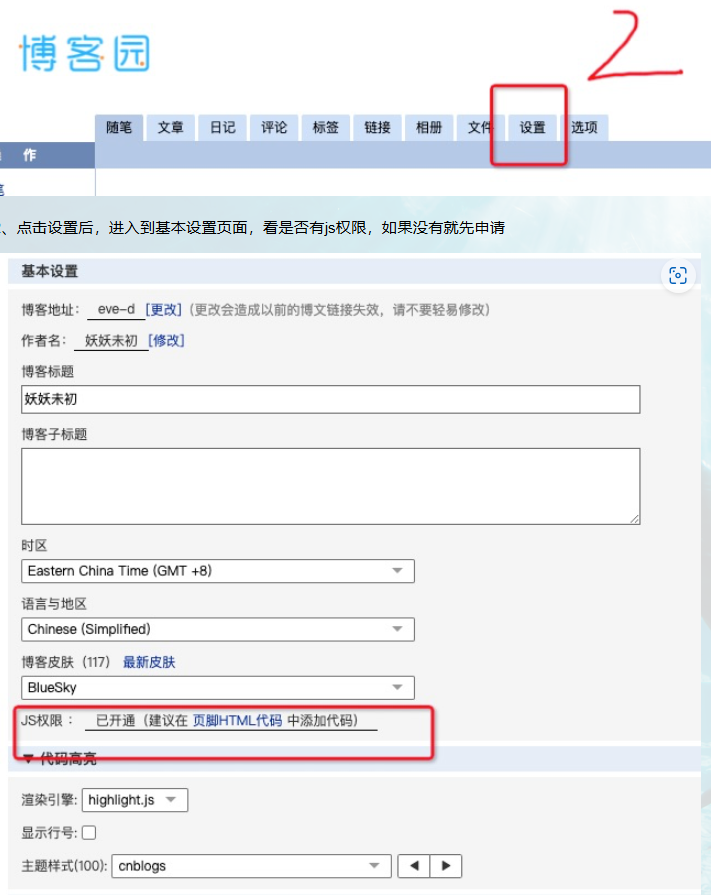 博客园
2
随笔 文章 日记 评论 标签 链接 相册 文件 设置 选项
作
、点击设置后，进入到基本设置页面，看是否有js权限，如果没有就先申请
基本设置
博客地址： eve-d [更改]（更改会造成以前的博文链接失效，请不要轻易修改）
作者名： 妖妖未初 [修改]
博客标题
妖妖未初
博客子标题
时区
Eastern China Time (GMT +8)
语言与地区
Chinese (Simplified)
博客皮肤（117） 最新皮肤
BlueSky
JS权限： 已开通（建议在 页脚HTML代码 中添加代码）
▼ 代码高亮
渲染引擎: highlight.js
显示行号:
主题样式(100): cnblogs